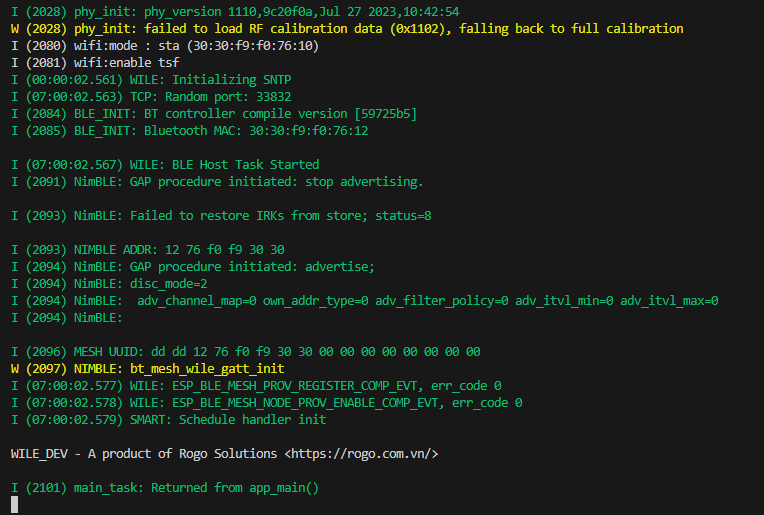 I (2028) phy_init: phy_version 1110,9c20f0a,Jul 27 2023,10:42:54
W (2028) phy_init: failed to load RF calibration data (0x1102), falling back to full calibration
I (2080) wifi:mode : sta (30:30:f9:f0:76:10)
I (2081) wifi:enable tsf
I (00:00:02.561) WILE: Initializing SNTP
I (07:00:02.563) TCP: Random port: 33832
I (2084) BLE_INIT: BT controller compile version [59725b5]
I (2085) BLE_INIT: Bluetooth MAC: 30:30:f9:f0:76:12
I (07:00:02.567) WILE: BLE Host Task Started
I (2091) NimBLE: GAP procedure initiated: stop advertising.
I (2093) NimBLE: Failed to restore IRKs from store; status=8
I (2093) NIMBLE ADDR: 12 76 f0 f9 30 30
I (2094) NimBLE: GAP procedure initiated: advertise;
I (2094) NimBLE: disc_mode=2
I (2094) NimBLE:  adv_channel_map=0 own_addr_type=0 adv_filter_policy=0 adv_itvl_min=0 adv_itvl_max=0
I (2094) NimBLE:
I (2096) MESH UUID: dd dd 12 76 f0 f9 30 30 00 00 00 00 00 00 00 00
W (2097) NIMBLE: bt_mesh_wile_gatt_init
I (07:00:02.577) WILE: ESP_BLE_MESH_PROV_REGISTER_COMP_EVT, err_code 0
I (07:00:02.578) WILE: ESP_BLE_MESH_NODE_PROV_ENABLE_COMP_EVT, err_code 0
I (07:00:02.579) SMART: Schedule handler init
WILE_DEV - A product of Rogo Solutions <https://rogo.com.vn/>
I (2101) main_task: Returned from app_main()